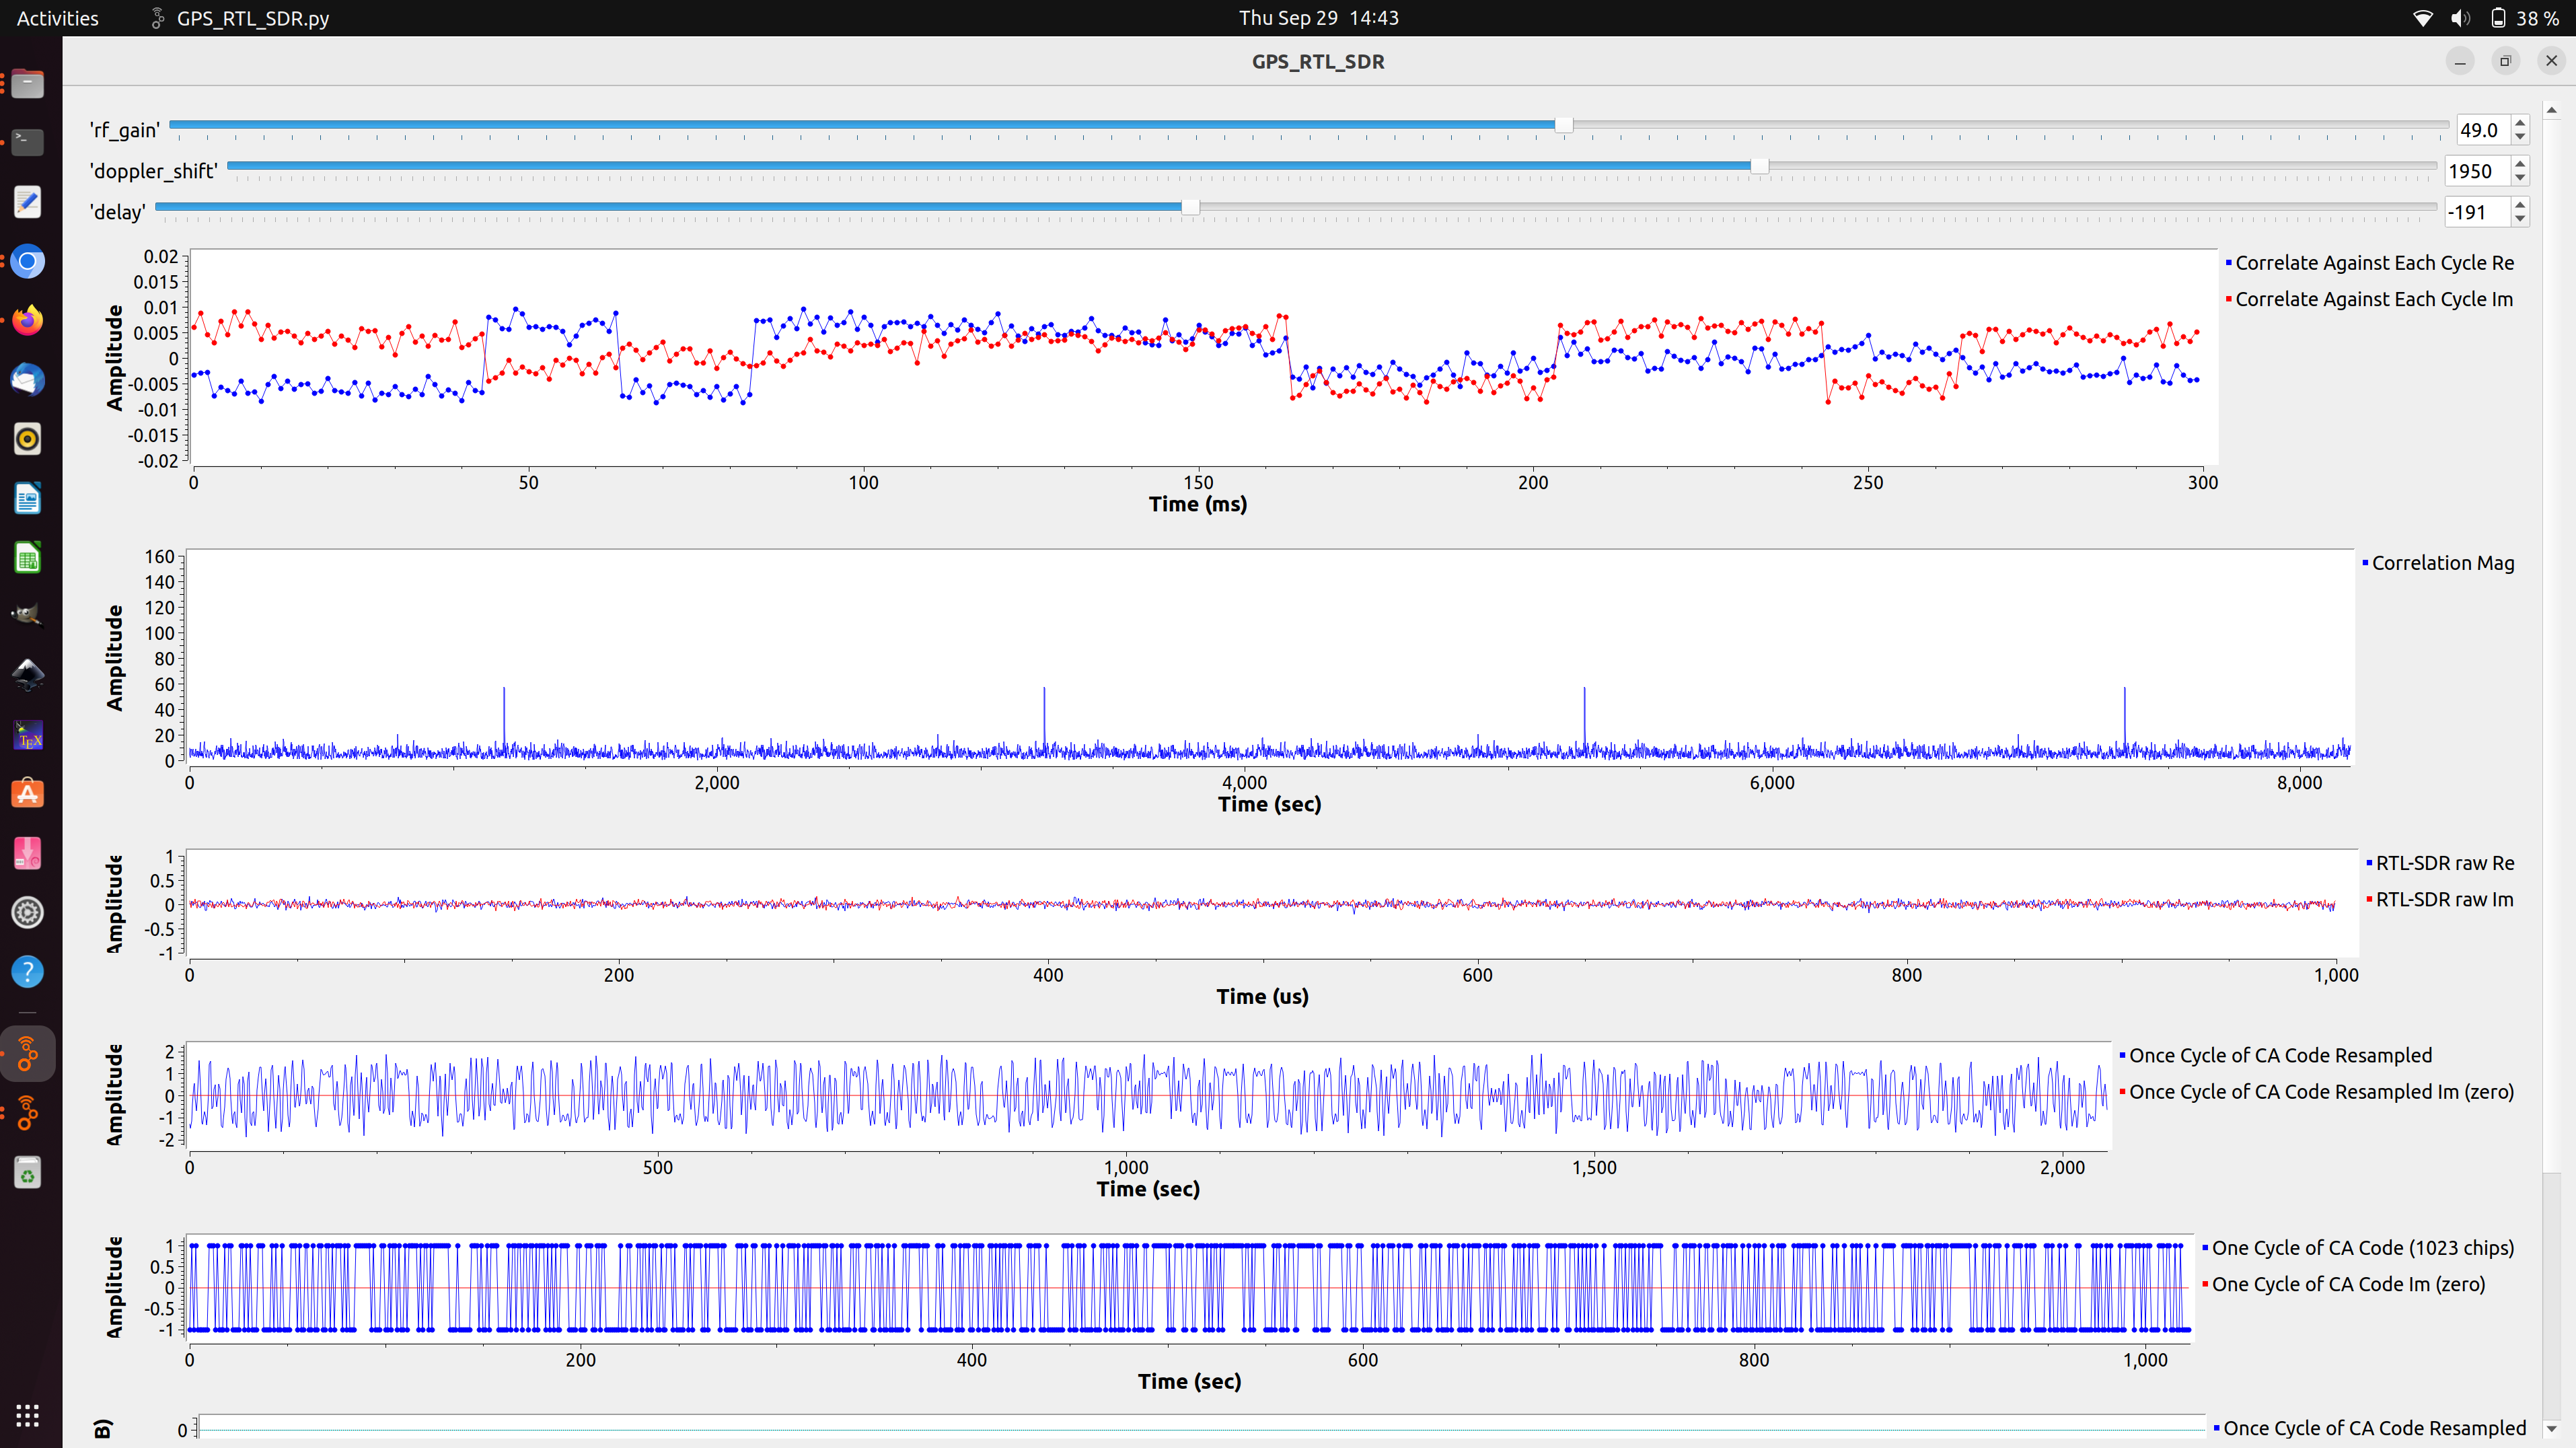 Activities GPS_RTL_SDR.py Thu Sep 29 14:43 38 %
GPS_RTL_SDR
'rf_gain' 49.0
'doppler_shift' 1950
'delay' -191
0.02
0.015
0.01
0.005
0
-0.005
-0.01
-0.015
-0.02
Amplitude
0 50 100 150 200 250 300
Time (ms)
Correlate Against Each Cycle Re
Correlate Against Each Cycle Im
160
140
120
100
80
60
40
20
0
Amplitude
0 2,000 4,000 6,000 8,000
Time (sec)
Correlation Mag
1
0.5
0
-0.5
-1
Amplitude
0 200 400 600 800 1,000
Time (us)
RTL-SDR raw Re
RTL-SDR raw Im
2
1
0
-1
-2
Amplitude
0 500 1,000 1,500 2,000
Time (sec)
Once Cycle of CA Code Resampled
Once Cycle of CA Code Resampled Im (zero)
1
0.5
0
-0.5
-1
Amplitude
0 200 400 600 800 1,000
Time (sec)
One Cycle of CA Code (1023 chips)
One Cycle of CA Code Im (zero)
B)
0
Once Cycle of CA Code Resampled
TEX